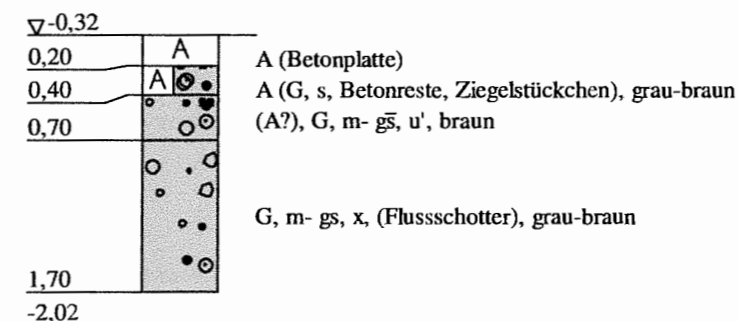 ∇ -0,32
A
0,20
A (Betonplatte)
A
0,40
A (G, s, Betonreste, Ziegelstückchen), grau-braun
0,70
(A?), G, m- gs̅, u', braun
G, m- gs, x, (Flussschotter), grau-braun
1,70
-2,02